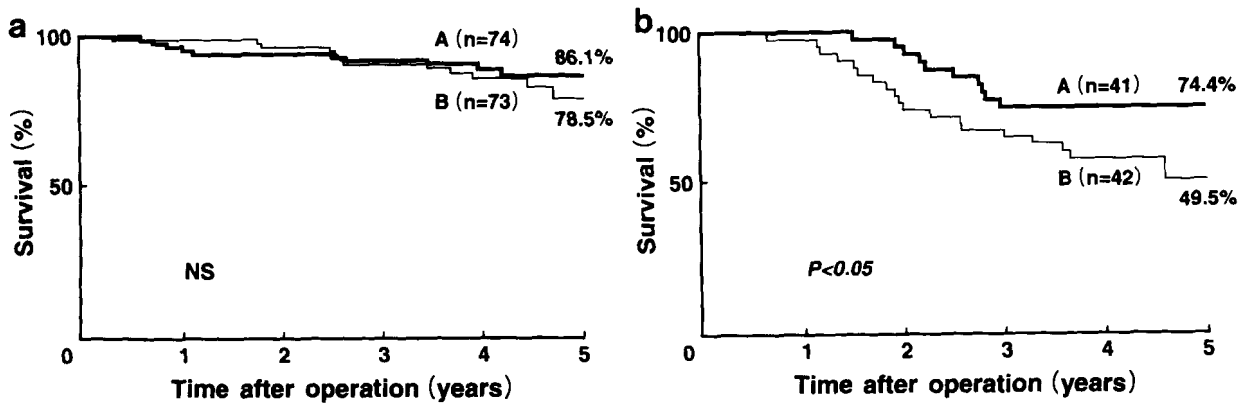 a
100
50
0
1
2
3
4
5
Survival (%)
Time after operation (years)
A (n=74)
86.1%
B (n=73)
78.5%
NS
b
100
50
0
1
2
3
4
5
Survival (%)
Time after operation (years)
A (n=41)
74.4%
B (n=42)
49.5%
P<0.05